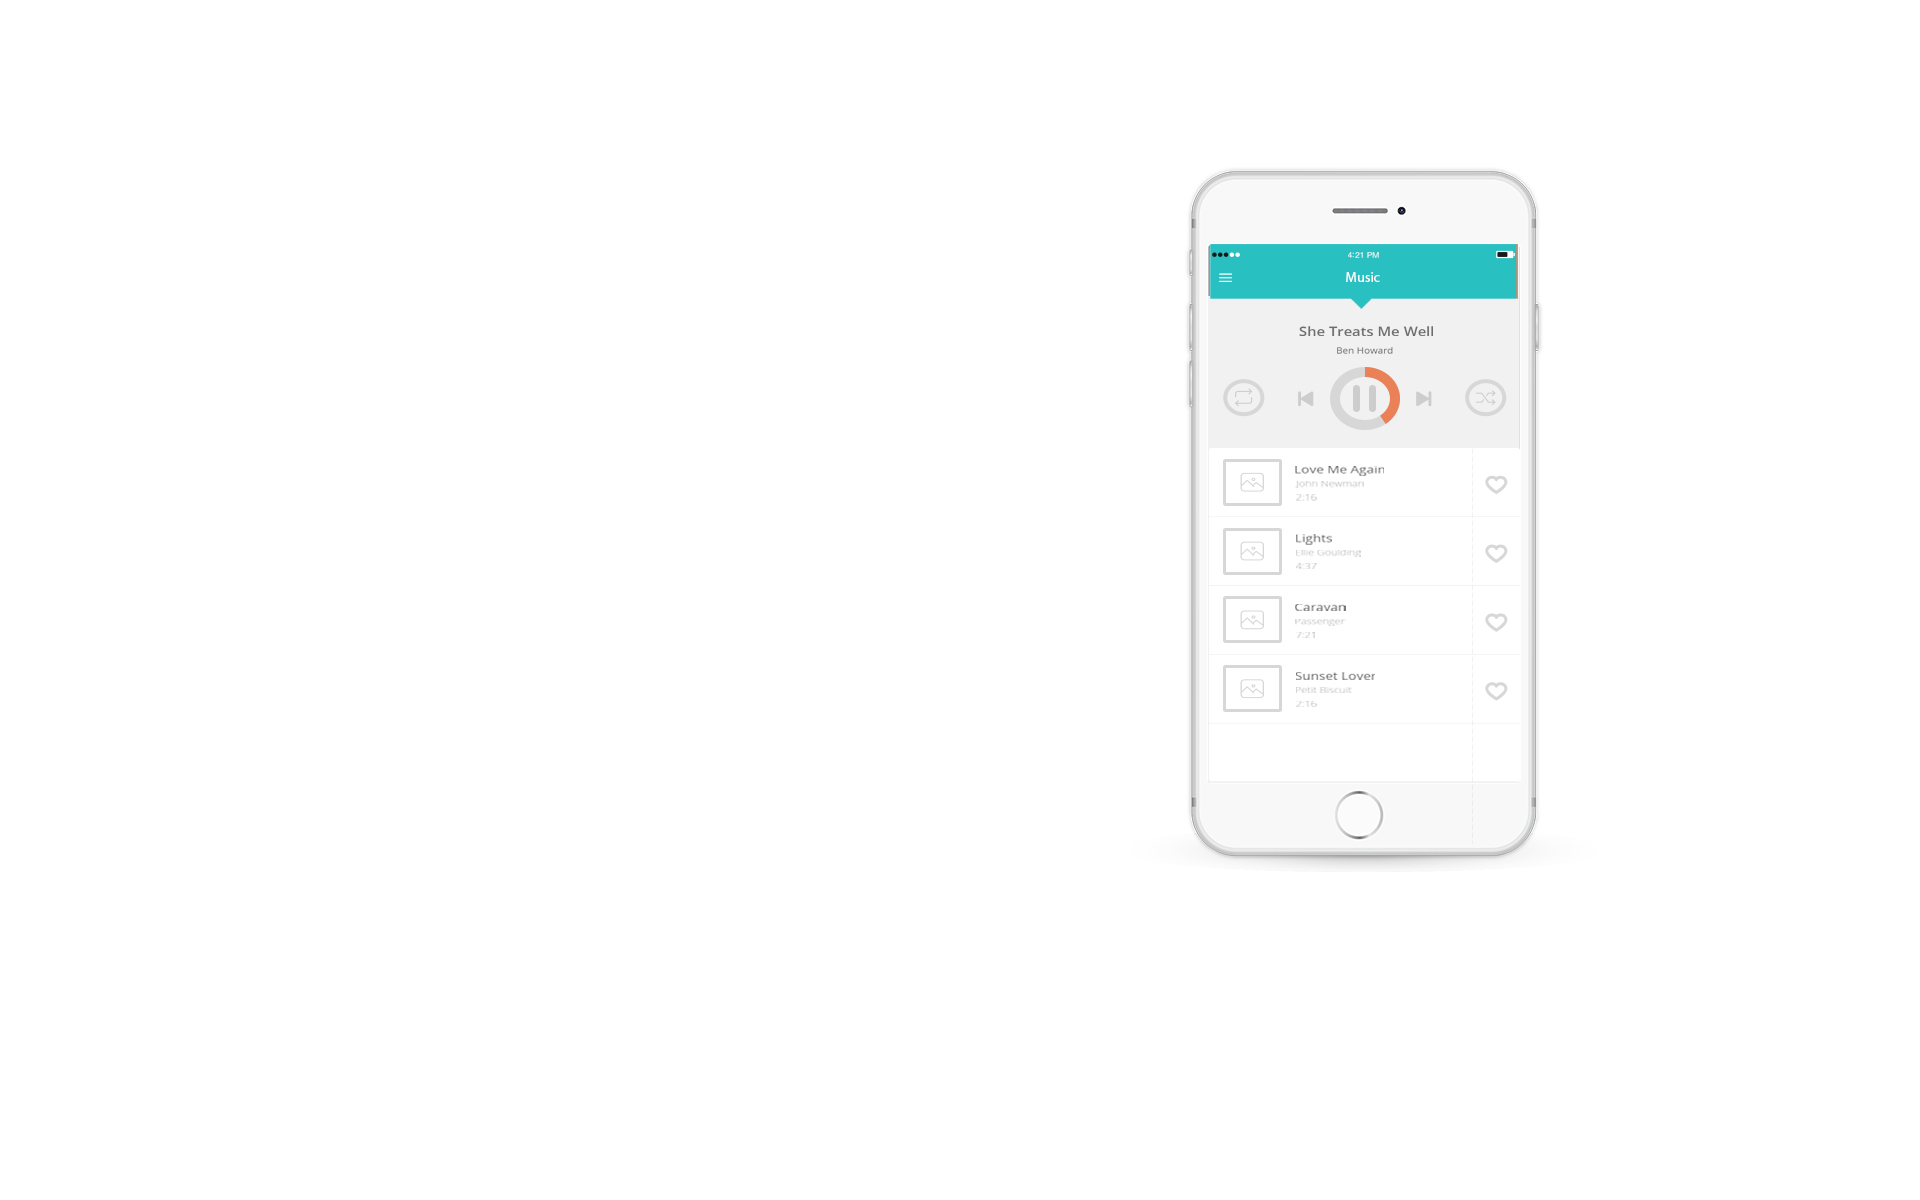 4:21 PM
Music
She Treats Me Well
Ben Howard
Love Me Again
John Newman
2:16
Lights
Ellie Goulding
4:37
Caravan
Passenger
7:21
Sunset Lover
Petit Biscuit
2:16